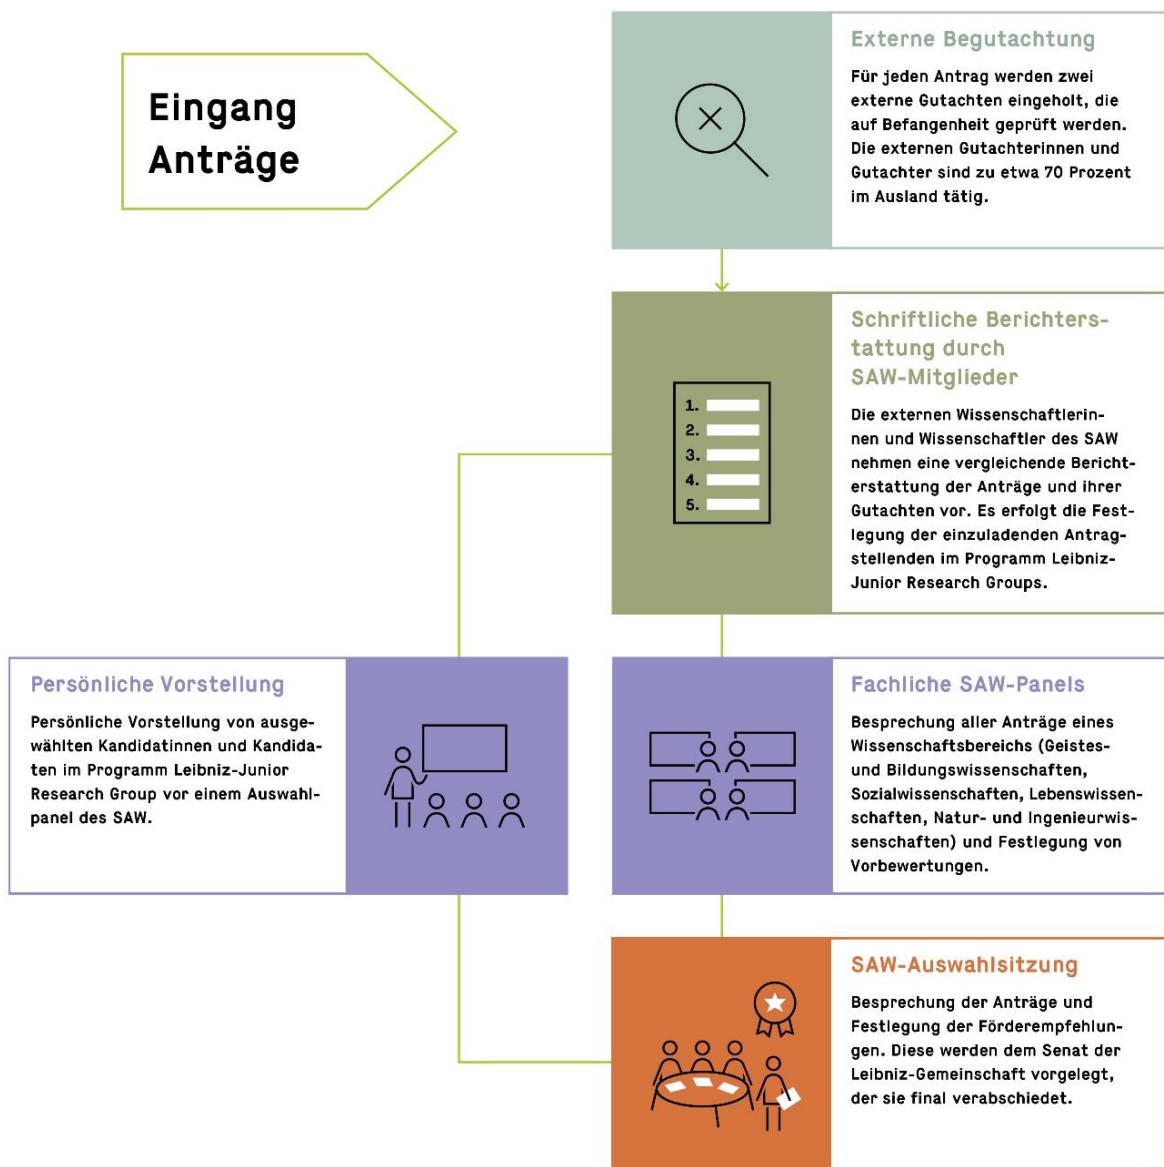 Eingang
Anträge
Externe Begutachtung
Für jeden Antrag werden zwei
externe Gutachten eingeholt, die
auf Befangenheit geprüft werden.
Die externen Gutachterinnen und
Gutachter sind zu etwa 70 Prozent
im Ausland tätig.
Schriftliche Berichters-
tattung durch
SAW-Mitglieder
Die externen Wissenschaftlerin-
nen und Wissenschaftler des SAW
nehmen eine vergleichende Bericht-
erstattung der Anträge und ihrer
Gutachten vor. Es erfolgt die Fest-
legung der einzuladenden Antrag-
stellenden im Programm Leibniz-
Junior Research Groups.
1.
2.
3.
4.
5.
Persönliche Vorstellung
Persönliche Vorstellung von ausge-
wählten Kandidatinnen und Kandida-
ten im Programm Leibniz-Junior
Research Group vor einem Auswahl-
panel des SAW.
Fachliche SAW-Panels
Besprechung aller Anträge eines
Wissenschaftsbereichs (Geistes-
und Bildungswissenschaften,
Sozialwissenschaften, Lebenswissen-
schaften, Natur- und Ingenieurwis-
senschaften) und Festlegung von
Vorbewertungen.
SAW-Auswahlsitzung
Besprechung der Anträge und
Festlegung der Förderempfehlun-
gen. Diese werden dem Senat der
Leibniz-Gemeinschaft vorgelegt,
der sie final verabschiedet.